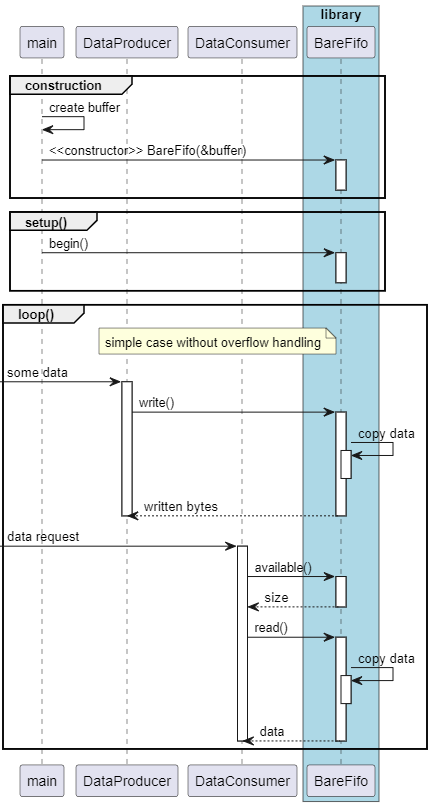 library
main
DataProducer
DataConsumer
BareFifo
construction
create buffer
<<constructor>> BareFifo(&buffer)
setup()
begin()
loop()
simple case without overflow handling
some data
write()
copy data
written bytes
data request
available()
size
read()
copy data
data
main
DataProducer
DataConsumer
BareFifo